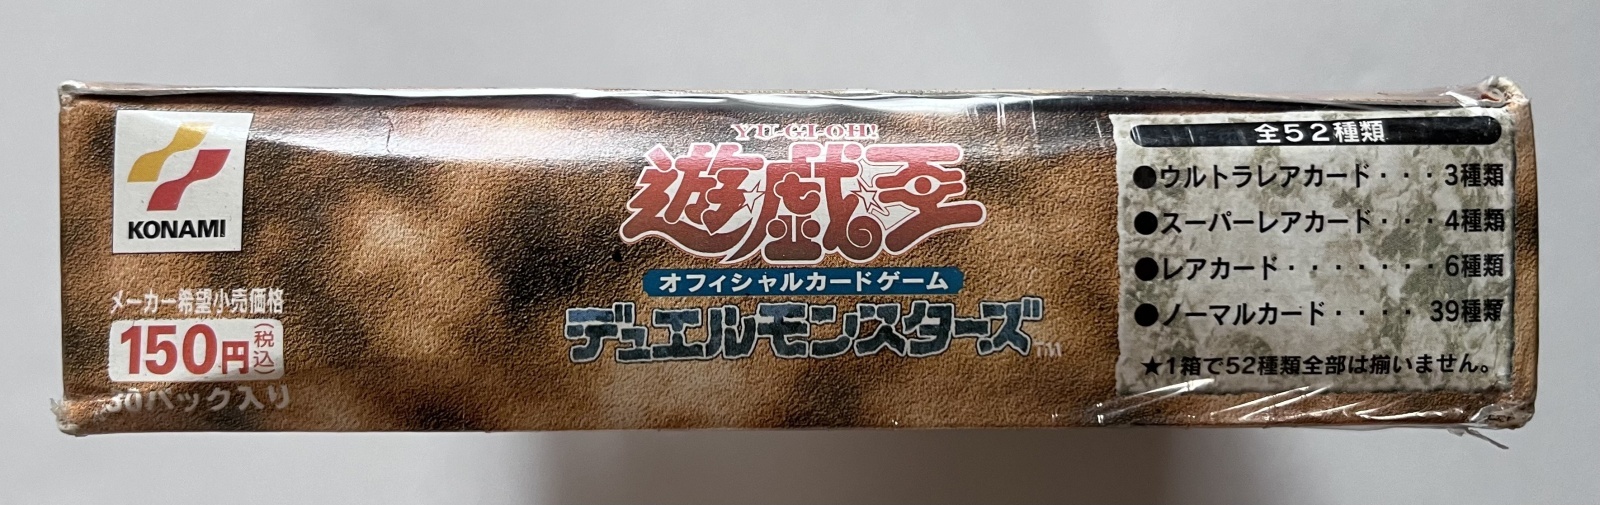 KONAMI
メーカー希望小売価格
150円(税込)
30パック入り
YU-GI-OH!
遊戯王
オフィシャルカードゲーム
デュエルモンスターズ™
全52種類
●ウルトラレアカード・・・3種類
●スーパーレアカード・・・4種類
●レアカード・・・・・・・6種類
●ノーマルカード・・・・39種類
★1箱で52種類全部は揃いません。